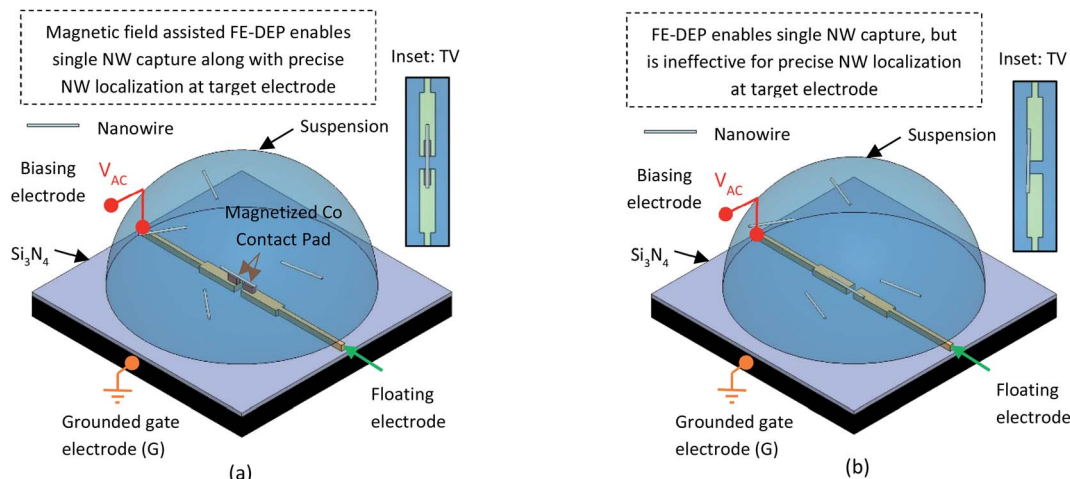 Magnetic field assisted FE-DEP enables
single NW capture along with precise
NW localization at target electrode
Inset: TV
Nanowire
Suspension
Biasing
electrode
V_AC
Magnetized Co
Contact Pad
Si₃N₄
Floating
electrode
Grounded gate
electrode (G)
(a)
FE-DEP enables single NW capture, but
is ineffective for precise NW localization
at target electrode
Inset: TV
Nanowire
Suspension
Biasing
electrode
V_AC
Si₃N₄
Floating
electrode
Grounded gate
electrode (G)
(b)